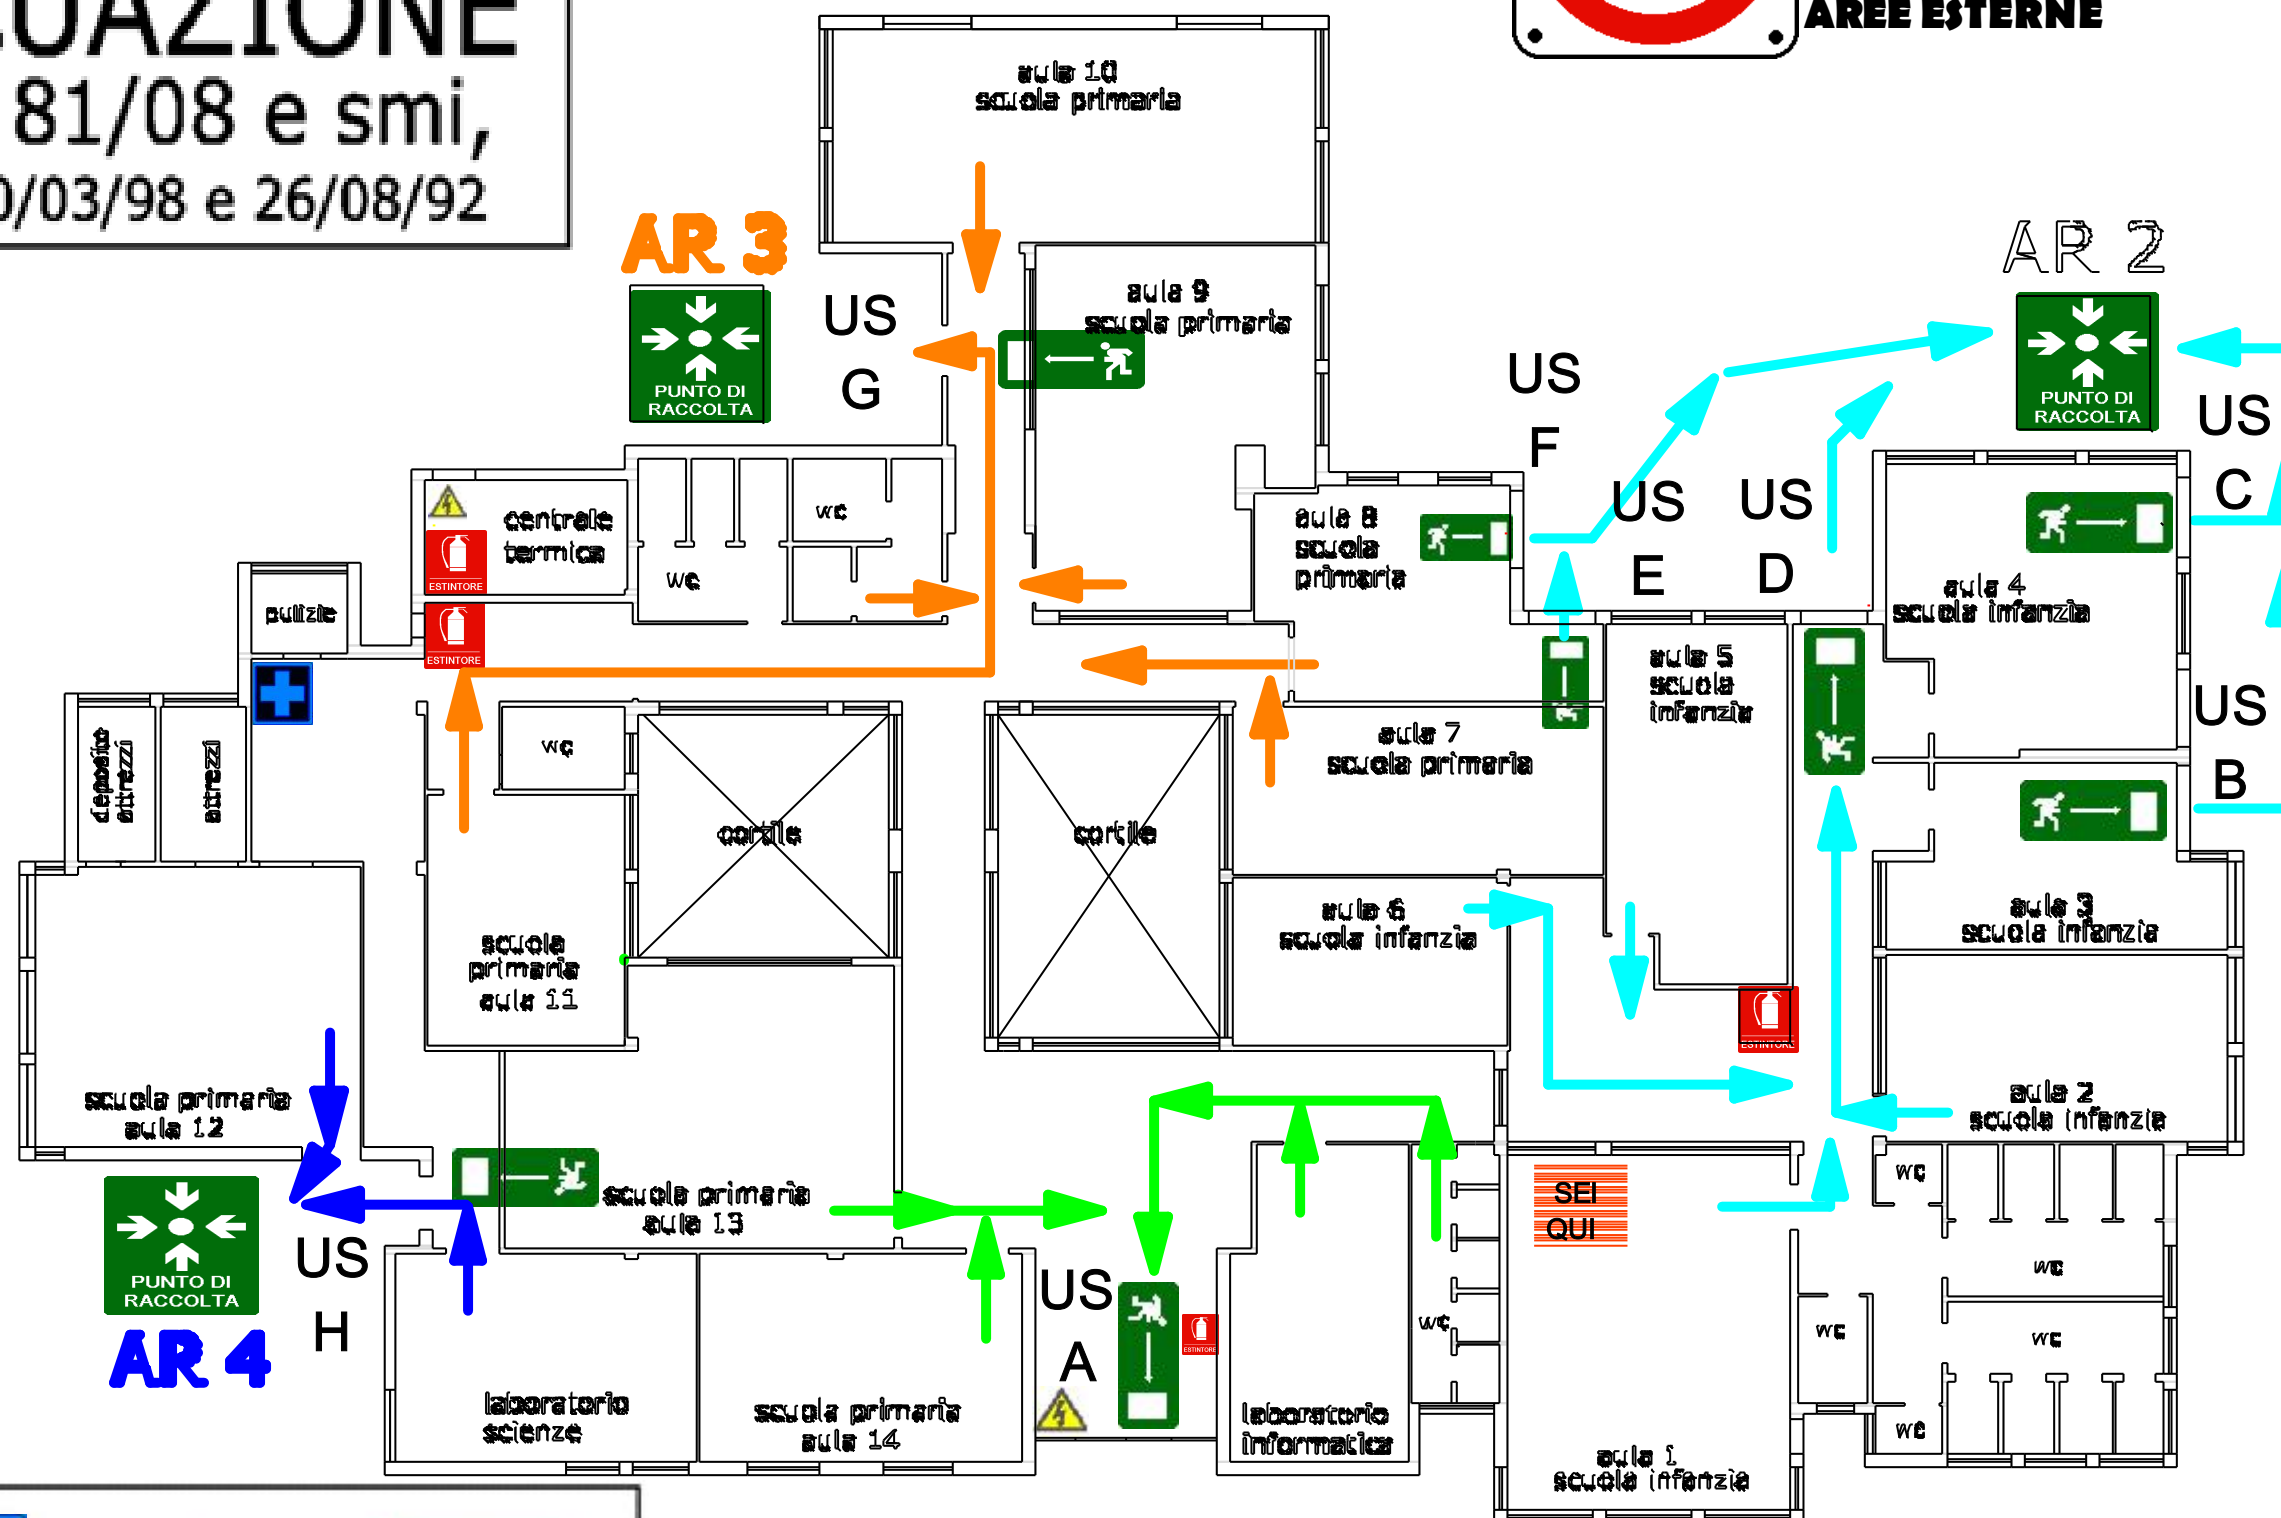 UAZIONE
81/08 e smi,
0/03/98 e 26/08/92
AREE ESTERNE
aula 10
scuola primaria
AR 3
PUNTO DI
RACCOLTA
US
G
aula 9
scuola primaria
AR 2
PUNTO DI
RACCOLTA
US
F
US
E
US
D
US
C
US
B
centrale
termica
ESTINTORE
ESTINTORE
wc
wc
pulizie
aula 8
scuola
primaria
aula 4
scuola infanzia
aula 5
scuola
infanzia
deposito
attrezzi
attrezzi
wc
aula 7
scuola primaria
cortile
cortile
aula 6
scuola infanzia
aula 3
scuola infanzia
scuola
primaria
aula 11
ESTINTORE
scuola primaria
aula 12
aula 2
scuola infanzia
scuola primaria
aula 13
SEI
QUI
wc
wc
wc
wc
wc
wc
PUNTO DI
RACCOLTA
AR 4
US
H
US
A
ESTINTORE
laboratorio
scienze
scuola primaria
aula 14
laboratorio
informatica
aula 1
scuola infanzia